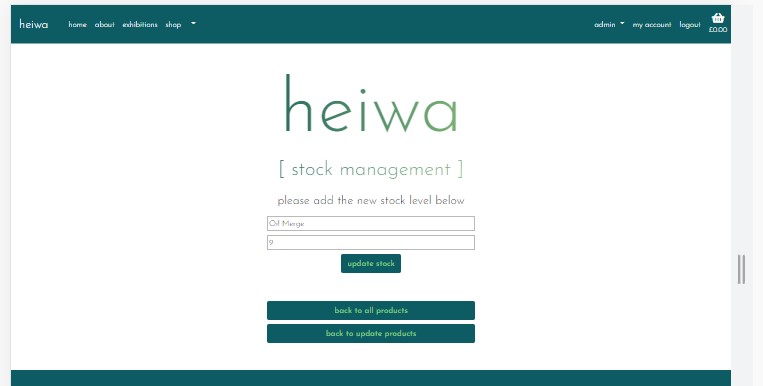 heiwa home about exhibitions shop admin my account logout
£0.00
heiwa
[ stock management ]
please add the new stock level below
Oil Merge
9
update stock
back to all products
back to update products